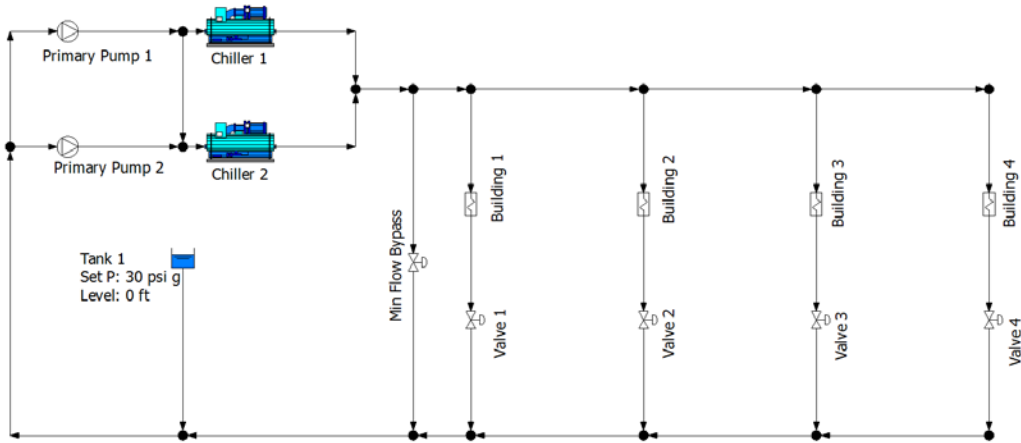 Primary Pump 1
Chiller 1
Primary Pump 2
Chiller 2
Tank 1
Set P: 30 psi g
Level: 0 ft
Min Flow Bypass
Building 1
Valve 1
Building 2
Valve 2
Building 3
Valve 3
Building 4
Valve 4